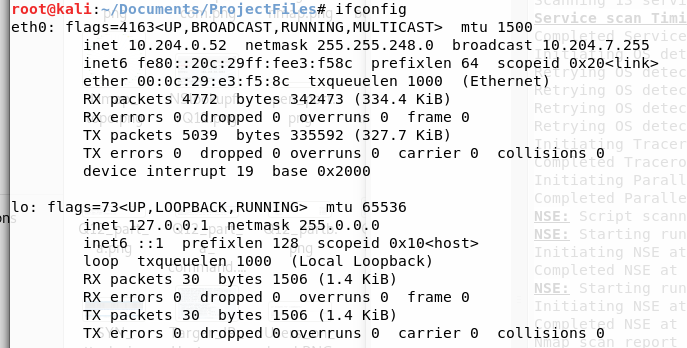 root@kali:~/Documents/ProjectFiles# ifconfig
eth0: flags=4163<UP,BROADCAST,RUNNING,MULTICAST>  mtu 1500
inet 10.204.0.52  netmask 255.255.248.0  broadcast 10.204.7.255
inet6 fe80::20c:29ff:fee3:f58c  prefixlen 64  scopeid 0x20<link>
ether 00:0c:29:e3:f5:8c  txqueuelen 1000  (Ethernet)
RX packets 4772  bytes 342473 (334.4 KiB)
RX errors 0  dropped 0  overruns 0  frame 0
TX packets 5039  bytes 335592 (327.7 KiB)
TX errors 0  dropped 0 overruns 0  carrier 0  collisions 0
device interrupt 19  base 0x2000
lo: flags=73<UP,LOOPBACK,RUNNING>  mtu 65536
inet 127.0.0.1  netmask 255.0.0.0
inet6 ::1  prefixlen 128  scopeid 0x10<host>
loop  txqueuelen 1000  (Local Loopback)
RX packets 30  bytes 1506 (1.4 KiB)
RX errors 0  dropped 0  overruns 0  frame 0
TX packets 30  bytes 1506 (1.4 KiB)
TX errors 0  dropped 0 overruns 0  carrier 0  collisions 0
Service scan Timi
Completed Service
Retrying OS detec
Retrying OS detec
Initiating Tracer
Completed Tracero
Initiating Parall
Completed Paralle
NSE: Script scann
NSE: Starting run
Initiating NSE at
Completed NSE at
NSE: Starting run
Initiating NSE at
Completed NSE at
Nmap scan report